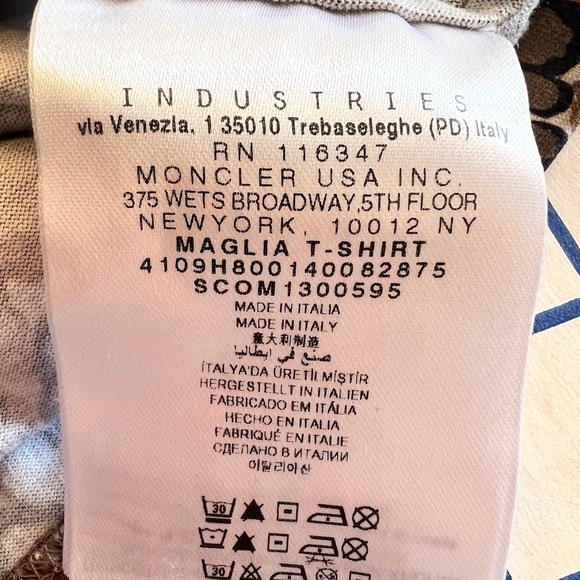 INDUSTRIES
via Venezia, 1 35010 Trebaseleghe (PD) Italy
RN 116347
MONCLER USA INC.
375 WETS BROADWAY,5TH FLOOR
NEWYORK, 10012 NY
MAGLIA T-SHIRT
4109H800140082875
SCOM1300595
MADE IN ITALIA
MADE IN ITALY
意大利制造
صنع في ايطاليا
İTALYA'DA ÜRETİLMİŞTİR
HERGESTELLT IN ITALIEN
FABRICADO EM ITÁLIA
HECHO EN ITALIA
FABRIQUÉ EN ITALIE
СДЕЛАНО В ИТАЛИИ
이탈리아산
30
30